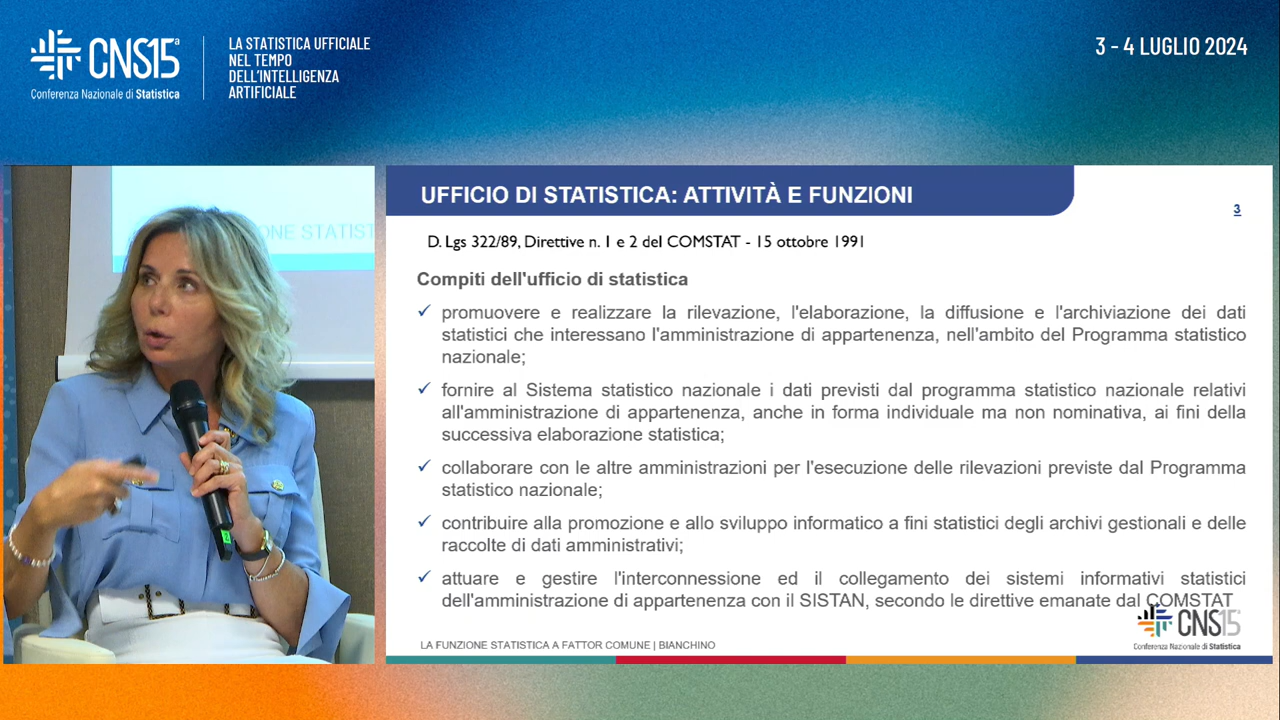 CNS15ª
Conferenza Nazionale di Statistica
LA STATISTICA UFFICIALE
NEL TEMPO
DELL'INTELLIGENZA
ARTIFICIALE
3 - 4 LUGLIO 2024
ONE STATIST
UFFICIO DI STATISTICA: ATTIVITÀ E FUNZIONI
3
D. Lgs 322/89, Direttive n. 1 e 2 del COMSTAT - 15 ottobre 1991
Compiti dell'ufficio di statistica
✓ promuovere e realizzare la rilevazione, l'elaborazione, la diffusione e l'archiviazione dei dati
statistici che interessano l'amministrazione di appartenenza, nell'ambito del Programma statistico
nazionale;
✓ fornire al Sistema statistico nazionale i dati previsti dal programma statistico nazionale relativi
all'amministrazione di appartenenza, anche in forma individuale ma non nominativa, ai fini della
successiva elaborazione statistica;
✓ collaborare con le altre amministrazioni per l'esecuzione delle rilevazioni previste dal Programma
statistico nazionale;
✓ contribuire alla promozione e allo sviluppo informatico a fini statistici degli archivi gestionali e delle
raccolte di dati amministrativi;
✓ attuare e gestire l'interconnessione ed il collegamento dei sistemi informativi statistici
dell'amministrazione di appartenenza con il SISTAN, secondo le direttive emanate dal COMSTAT
LA FUNZIONE STATISTICA A FATTOR COMUNE | BIANCHINO
CNS15ª
Conferenza Nazionale di Statistica